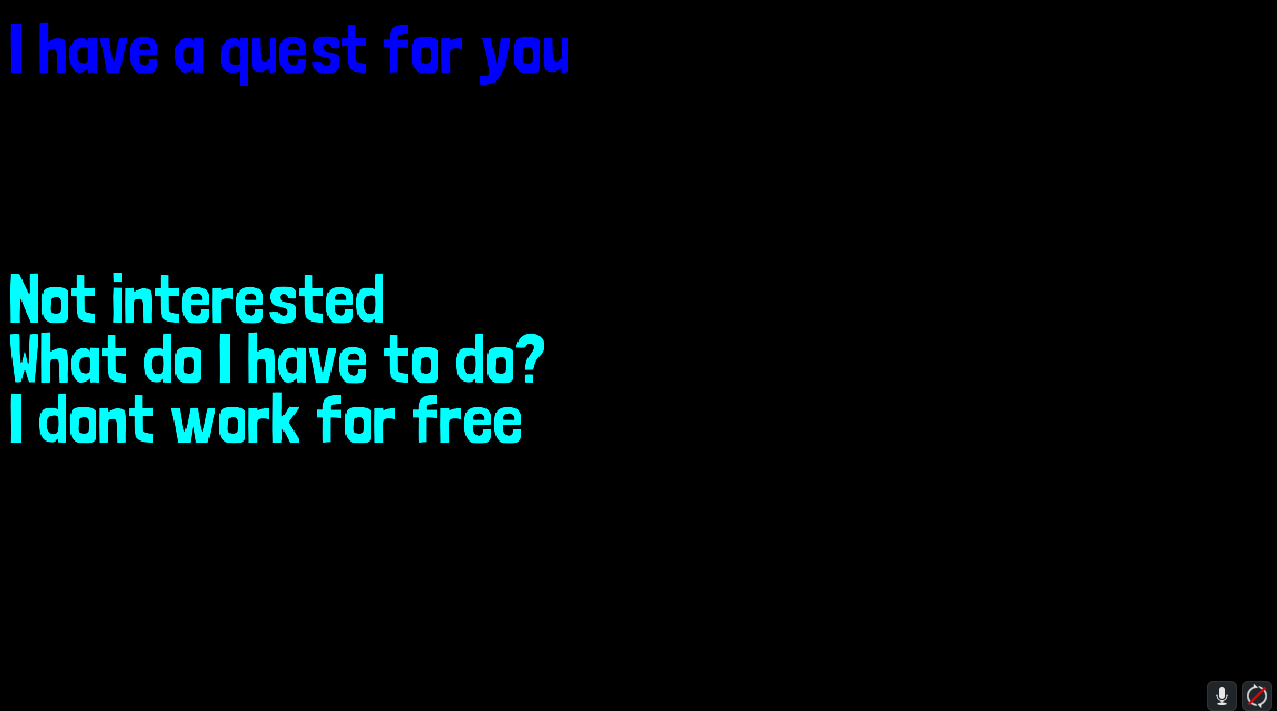 I have a quest for you
Not interested
What do I have to do?
I dont work for free